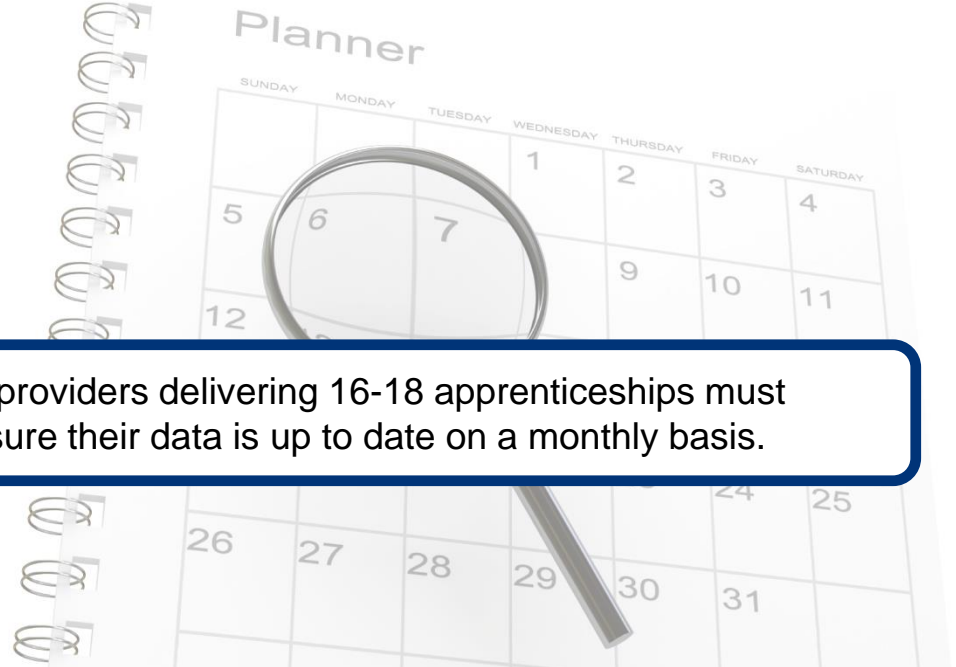 Planner
SUNDAY MONDAY TUESDAY WEDNESDAY THURSDAY FRIDAY SATURDAY
1 2 3 4
5 6 7 9 10 11
12
providers delivering 16-18 apprenticeships must
sure their data is up to date on a monthly basis.
24 25
26 27 28 29 30 31